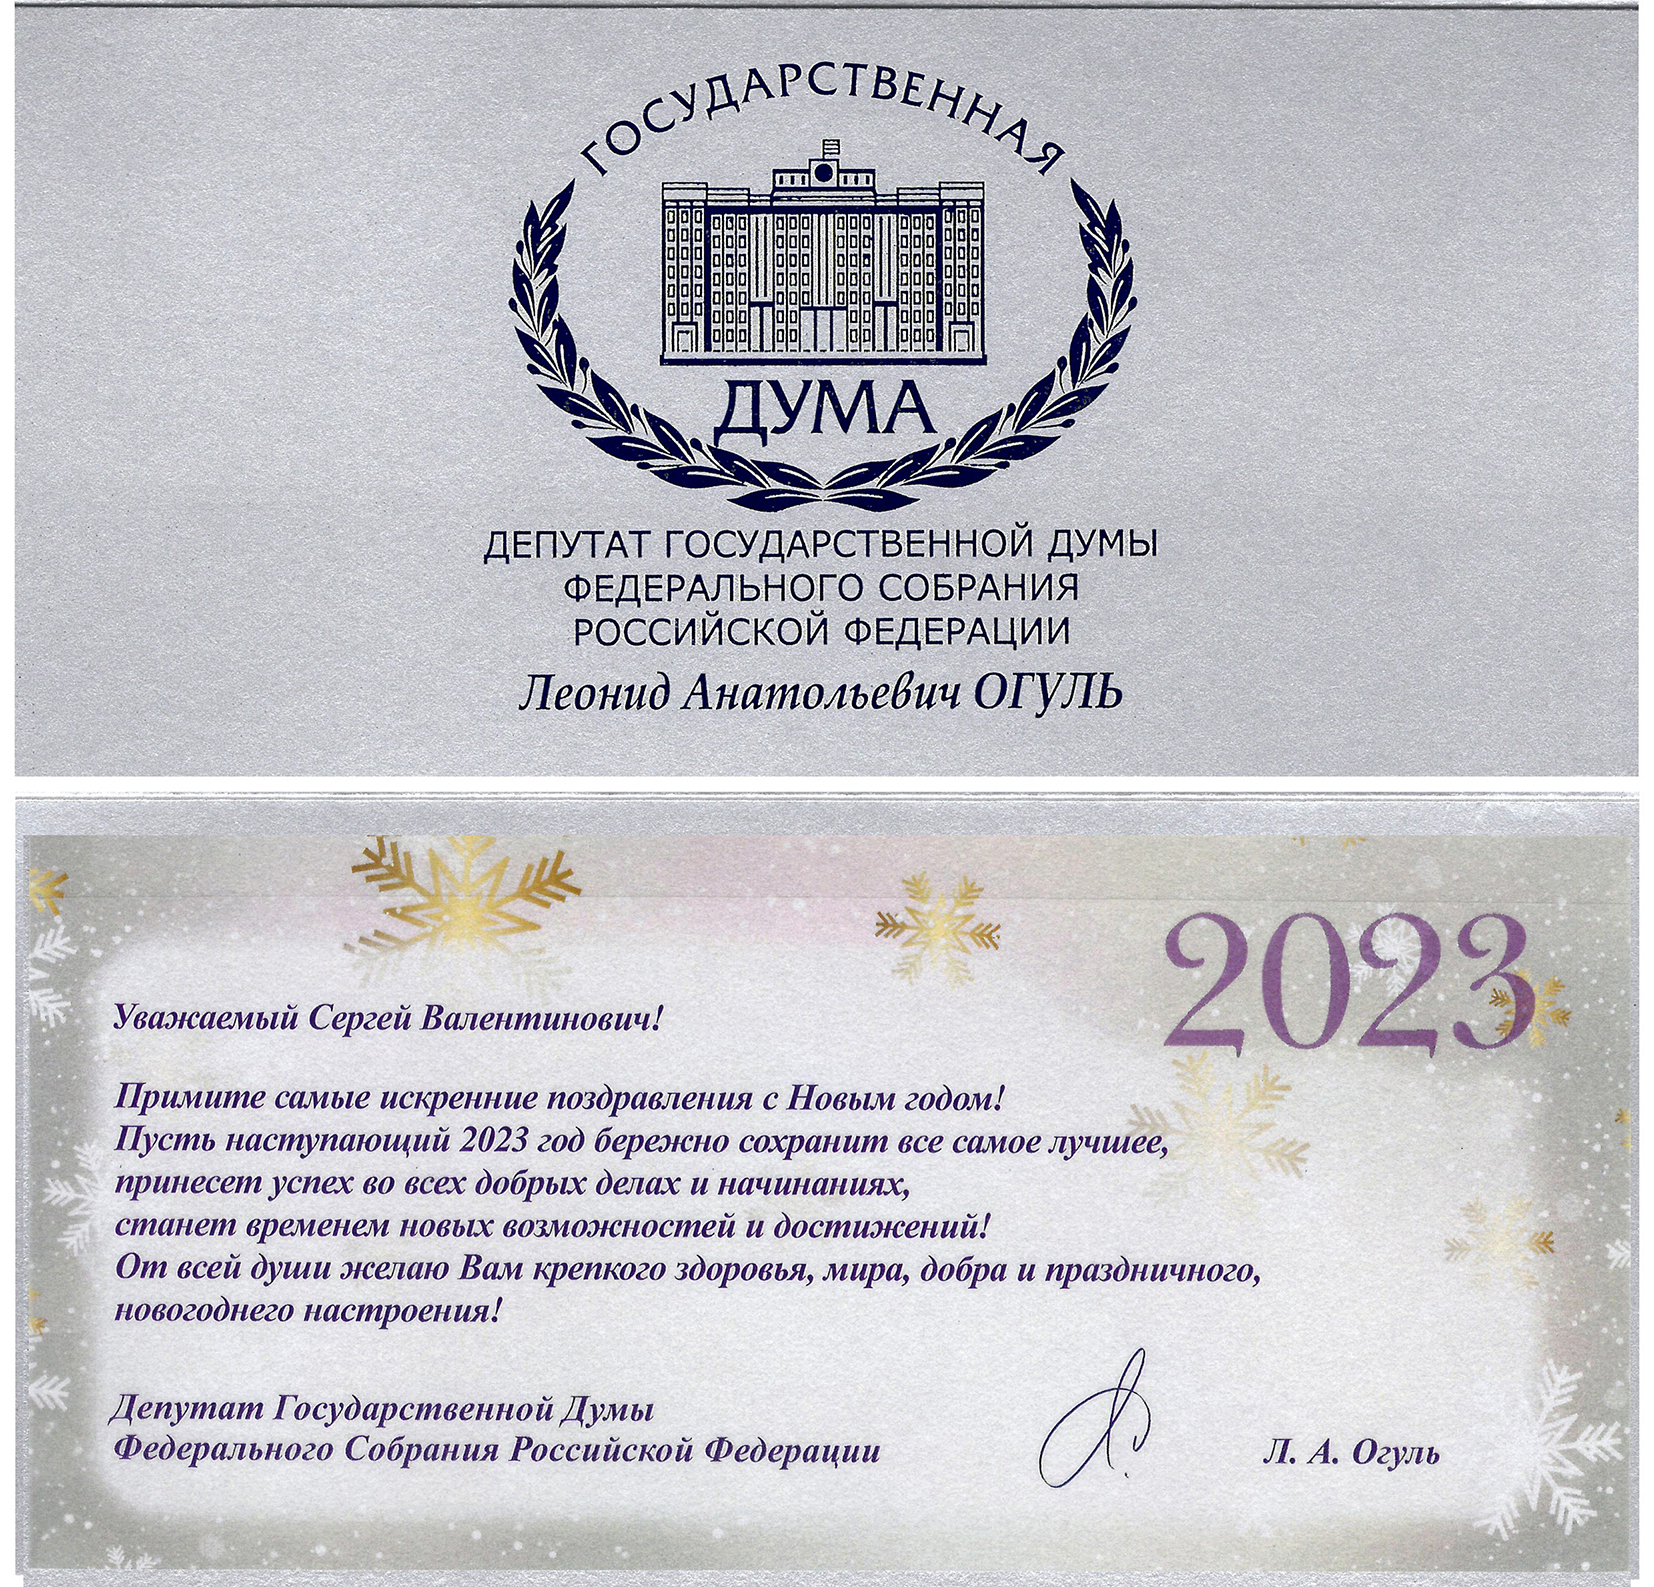 ГОСУДАРСТВЕННАЯ
ДУМА
ДЕПУТАТ ГОСУДАРСТВЕННОЙ ДУМЫ
ФЕДЕРАЛЬНОГО СОБРАНИЯ
РОССИЙСКОЙ ФЕДЕРАЦИИ
Леонид Анатольевич ОГУЛЬ
2023
Уважаемый Сергей Валентинович!
Примите самые искренние поздравления с Новым годом!
Пусть наступающий 2023 год бережно сохранит все самое лучшее,
принесет успех во всех добрых делах и начинаниях,
станет временем новых возможностей и достижений!
От всей души желаю Вам крепкого здоровья, мира, добра и праздничного,
новогоднего настроения!
Депутат Государственной Думы
Федерального Собрания Российской Федерации
Л. А. Огуль